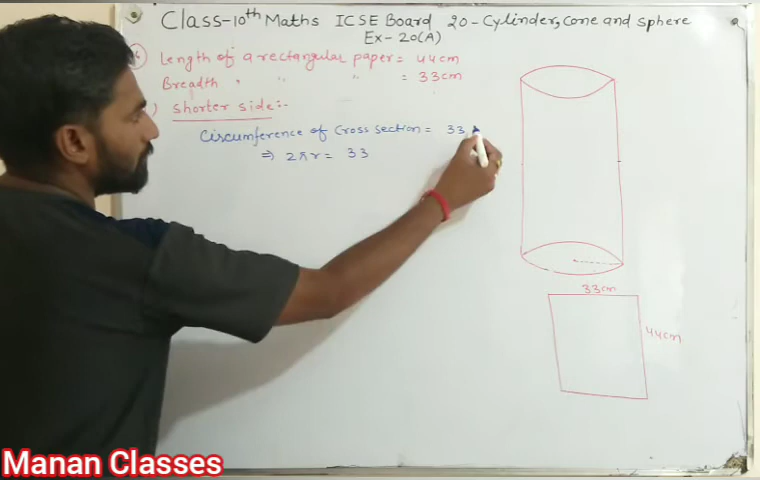 Class-10th Maths ICSE Board 20-Cylinder, Cone and Sphere
Ex-20(A)
Length of a rectangular paper = 44cm
Breadth " " " = 33cm
) Shorter side:-
Circumference of Cross section = 33
⇒ 2πr = 33
33cm
44cm
Manan Classes